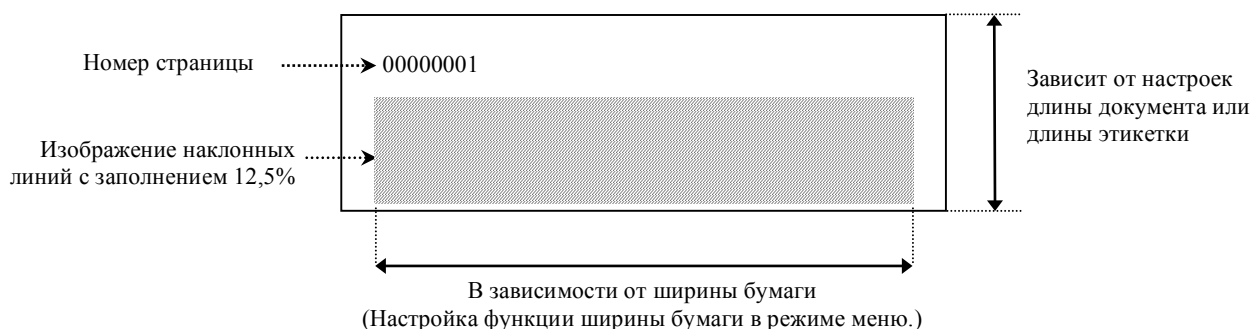 Номер страницы
00000001
Зависит от настроек
длины документа или
длины этикетки
Изображение наклонных
линий с заполнением 12,5%
В зависимости от ширины бумаги
(Настройка функции ширины бумаги в режиме меню.)